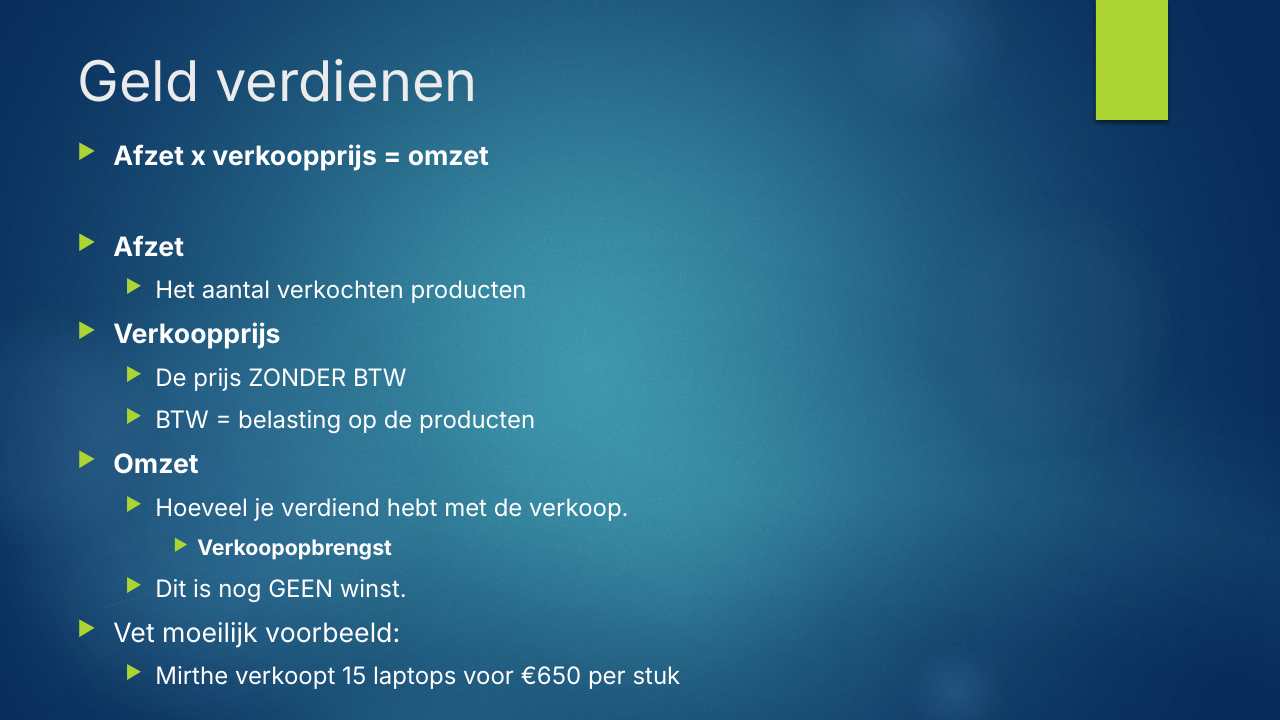 Geld verdienen
Afzet x verkoopprijs = omzet
Afzet
Het aantal verkochten producten
Verkoopprijs
De prijs ZONDER BTW
BTW = belasting op de producten
Omzet
Hoeveel je verdiend hebt met de verkoop.
Verkoopopbrengst
Dit is nog GEEN winst.
Vet moeilijk voorbeeld:
Mirthe verkoopt 15 laptops voor €650 per stuk